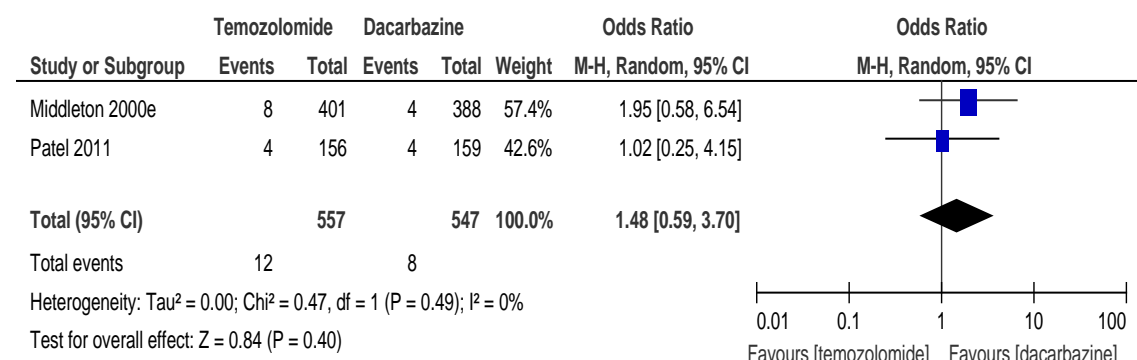 Temozolomide Dacarbazine Odds Ratio Odds Ratio
Study or Subgroup Events Total Events Total Weight M-H, Random, 95% CI M-H, Random, 95% CI
Middleton 2000e 8 401 4 388 57.4% 1.95 [0.58, 6.54]
Patel 2011 4 156 4 159 42.6% 1.02 [0.25, 4.15]
Total (95% CI) 557 547 100.0% 1.48 [0.59, 3.70]
Total events 12 8
Heterogeneity: Tau² = 0.00; Chi² = 0.47, df = 1 (P = 0.49); I² = 0%
Test for overall effect: Z = 0.84 (P = 0.40)
0.01 0.1 1 10 100
Favours [temozolomide] Favours [dacarbazine]